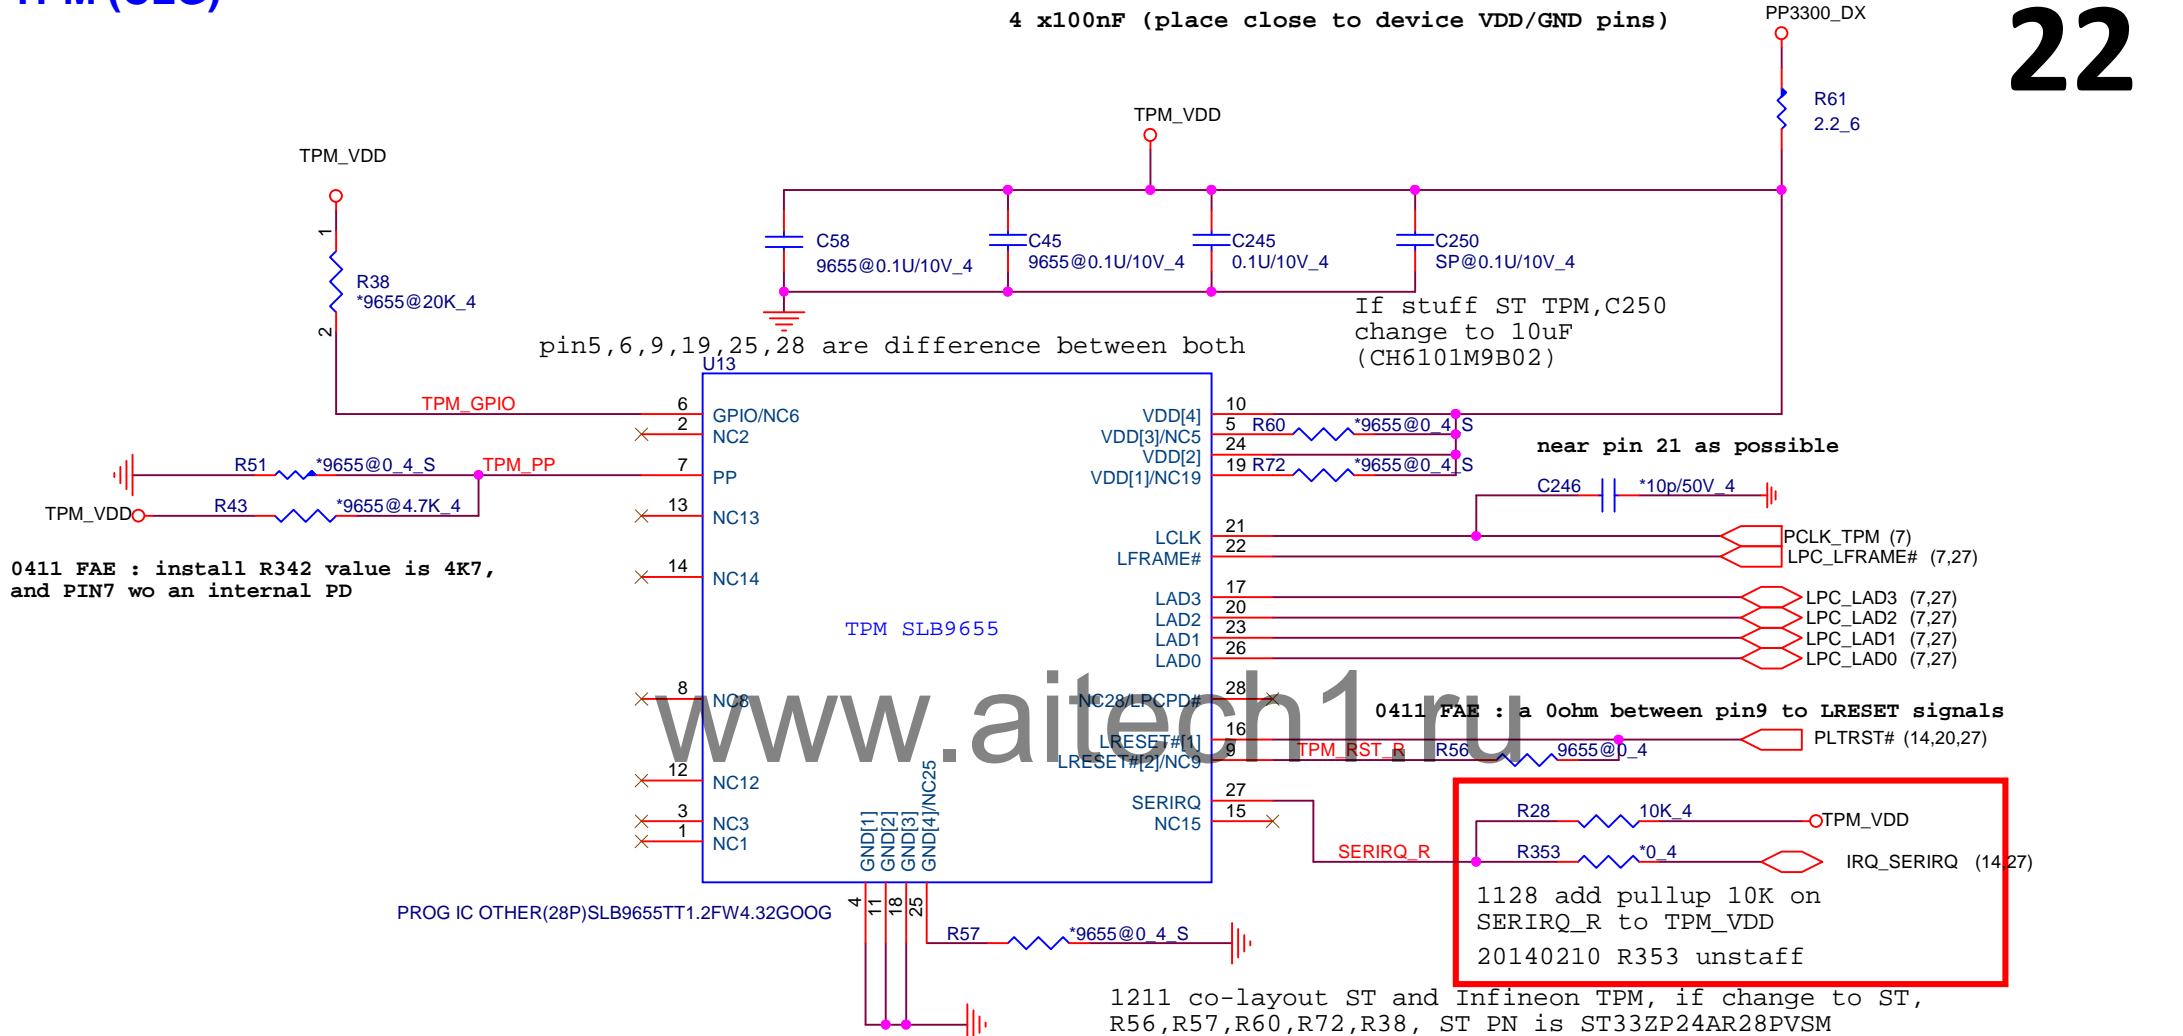 TPM (SLG)
4 x100nF (place close to device VDD/GND pins)
PP3300_DX
22
R61
2.2_6
TPM_VDD
TPM_VDD
1
2
R38
*9655@20K_4
C58
9655@0.1U/10V_4
C45
9655@0.1U/10V_4
C245
0.1U/10V_4
C250
SP@0.1U/10V_4
If stuff ST TPM,C250
change to 10uF
(CH6101M9B02)
pin5,6,9,19,25,28 are difference between both
U13
TPM_GPIO
6
GPIO/NC6
2
NC2
R51
*9655@0_4_S
TPM_PP
7
PP
TPM_VDD
R43
*9655@4.7K_4
13
NC13
0411 FAE : install R342 value is 4K7,
and PIN7 wo an internal PD
14
NC14
TPM SLB9655
8
NC8
12
NC12
3
NC3
1
NC1
VDD[4]
10
VDD[3]/NC5
5
R60
*9655@0_4_S
VDD[2]
24
VDD[1]/NC19
19
R72
*9655@0_4_S
near pin 21 as possible
C246
*10p/50V_4
LCLK
21
PCLK_TPM (7)
LFRAME#
22
LPC_LFRAME# (7,27)
LAD3
17
LPC_LAD3 (7,27)
LAD2
20
LPC_LAD2 (7,27)
LAD1
23
LPC_LAD1 (7,27)
LAD0
26
LPC_LAD0 (7,27)
NC28/LPCPD#
28
www.aitech1.ru
0411 FAE : a 0ohm between pin9 to LRESET signals
LRESET#[1]
16
PLTRST# (14,20,27)
LRESET#[2]/NC9
9
TPM_RST_R
R56
9655@0_4
SERIRQ
27
NC15
15
R28
10K_4
TPM_VDD
SERIRQ_R
R353
*0_4
IRQ_SERIRQ (14,27)
1128 add pullup 10K on
SERIRQ_R to TPM_VDD
20140210 R353 unstaff
GND[1]
GND[2]
GND[3]
GND[4]/NC25
4
11
18
25
PROG IC OTHER(28P)SLB9655TT1.2FW4.32GOOG
R57
*9655@0_4_S
1211 co-layout ST and Infineon TPM, if change to ST,
R56,R57,R60,R72,R38, ST PN is ST33ZP24AR28PVSM